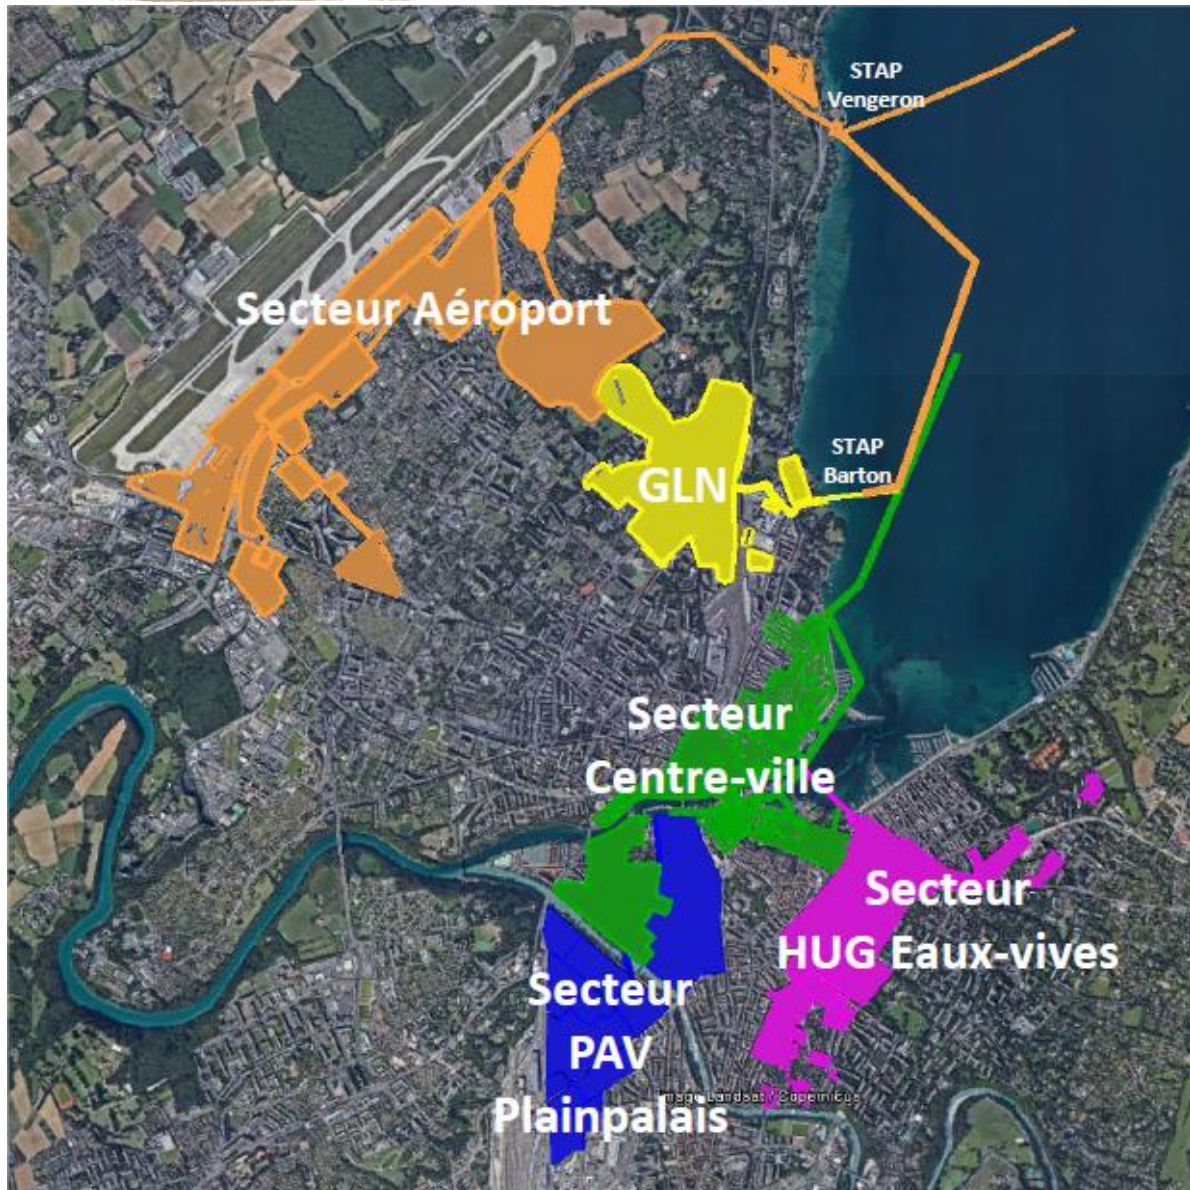 STAP
Vengeron
Secteur Aéroport
STAP
Barton
GLN
Secteur
Centre-ville
Secteur
HUG Eaux-vives
Secteur
PAV
Plainpalais
Image Landsat / Copernicus